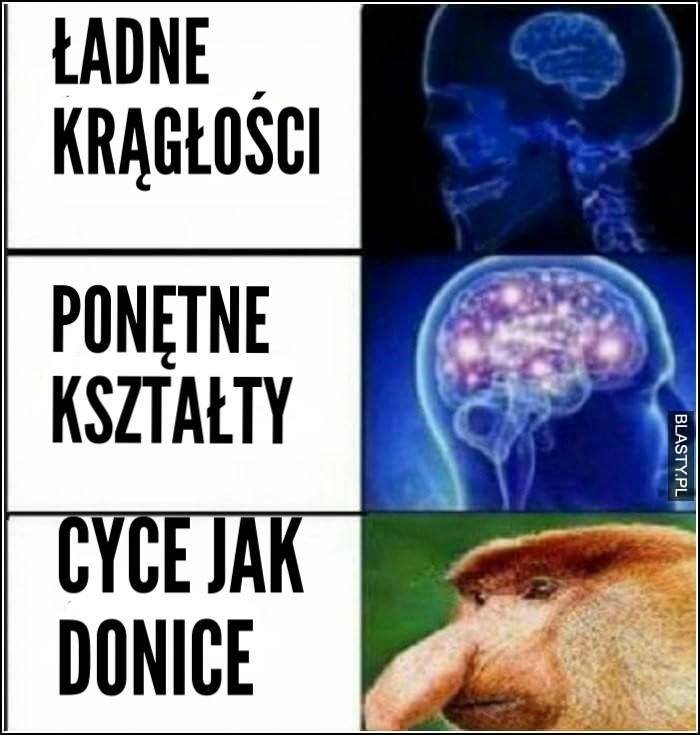 ŁADNE
KRĄGŁOŚCI
PONĘTNE
KSZTAŁTY
BLASTY.PL
CYCE JAK
DONICE